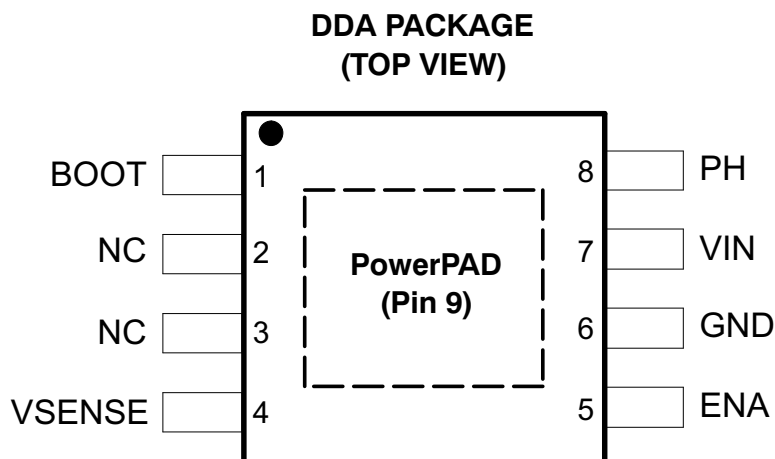 DDA PACKAGE
(TOP VIEW)
BOOT 1 8 PH
NC 2 7 VIN
PowerPAD
(Pin 9)
NC 3 6 GND
VSENSE 4 5 ENA